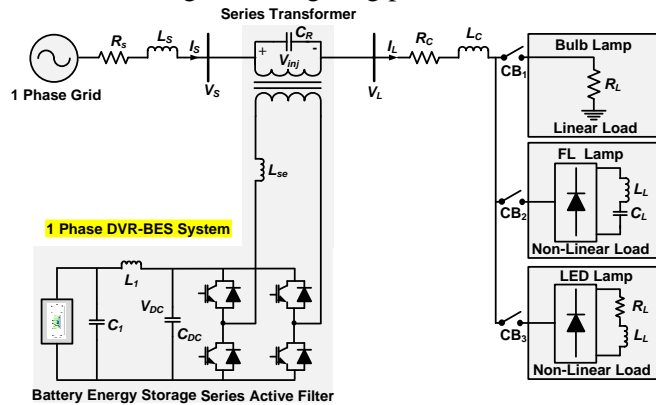 Series Transformer
C_R
R_S
L_S
I_S
+
V_inj
-
I_L
R_C
L_C
1 Phase Grid
V_S
V_L
CB_1
Bulb Lamp
R_L
Linear Load
L_se
FL Lamp
L_L
C_L
CB_2
Non-Linear Load
1 Phase DVR-BES System
L_1
C_1
V_DC
C_DC
LED Lamp
R_L
L_L
CB_3
Non-Linear Load
Battery Energy Storage Series Active Filter